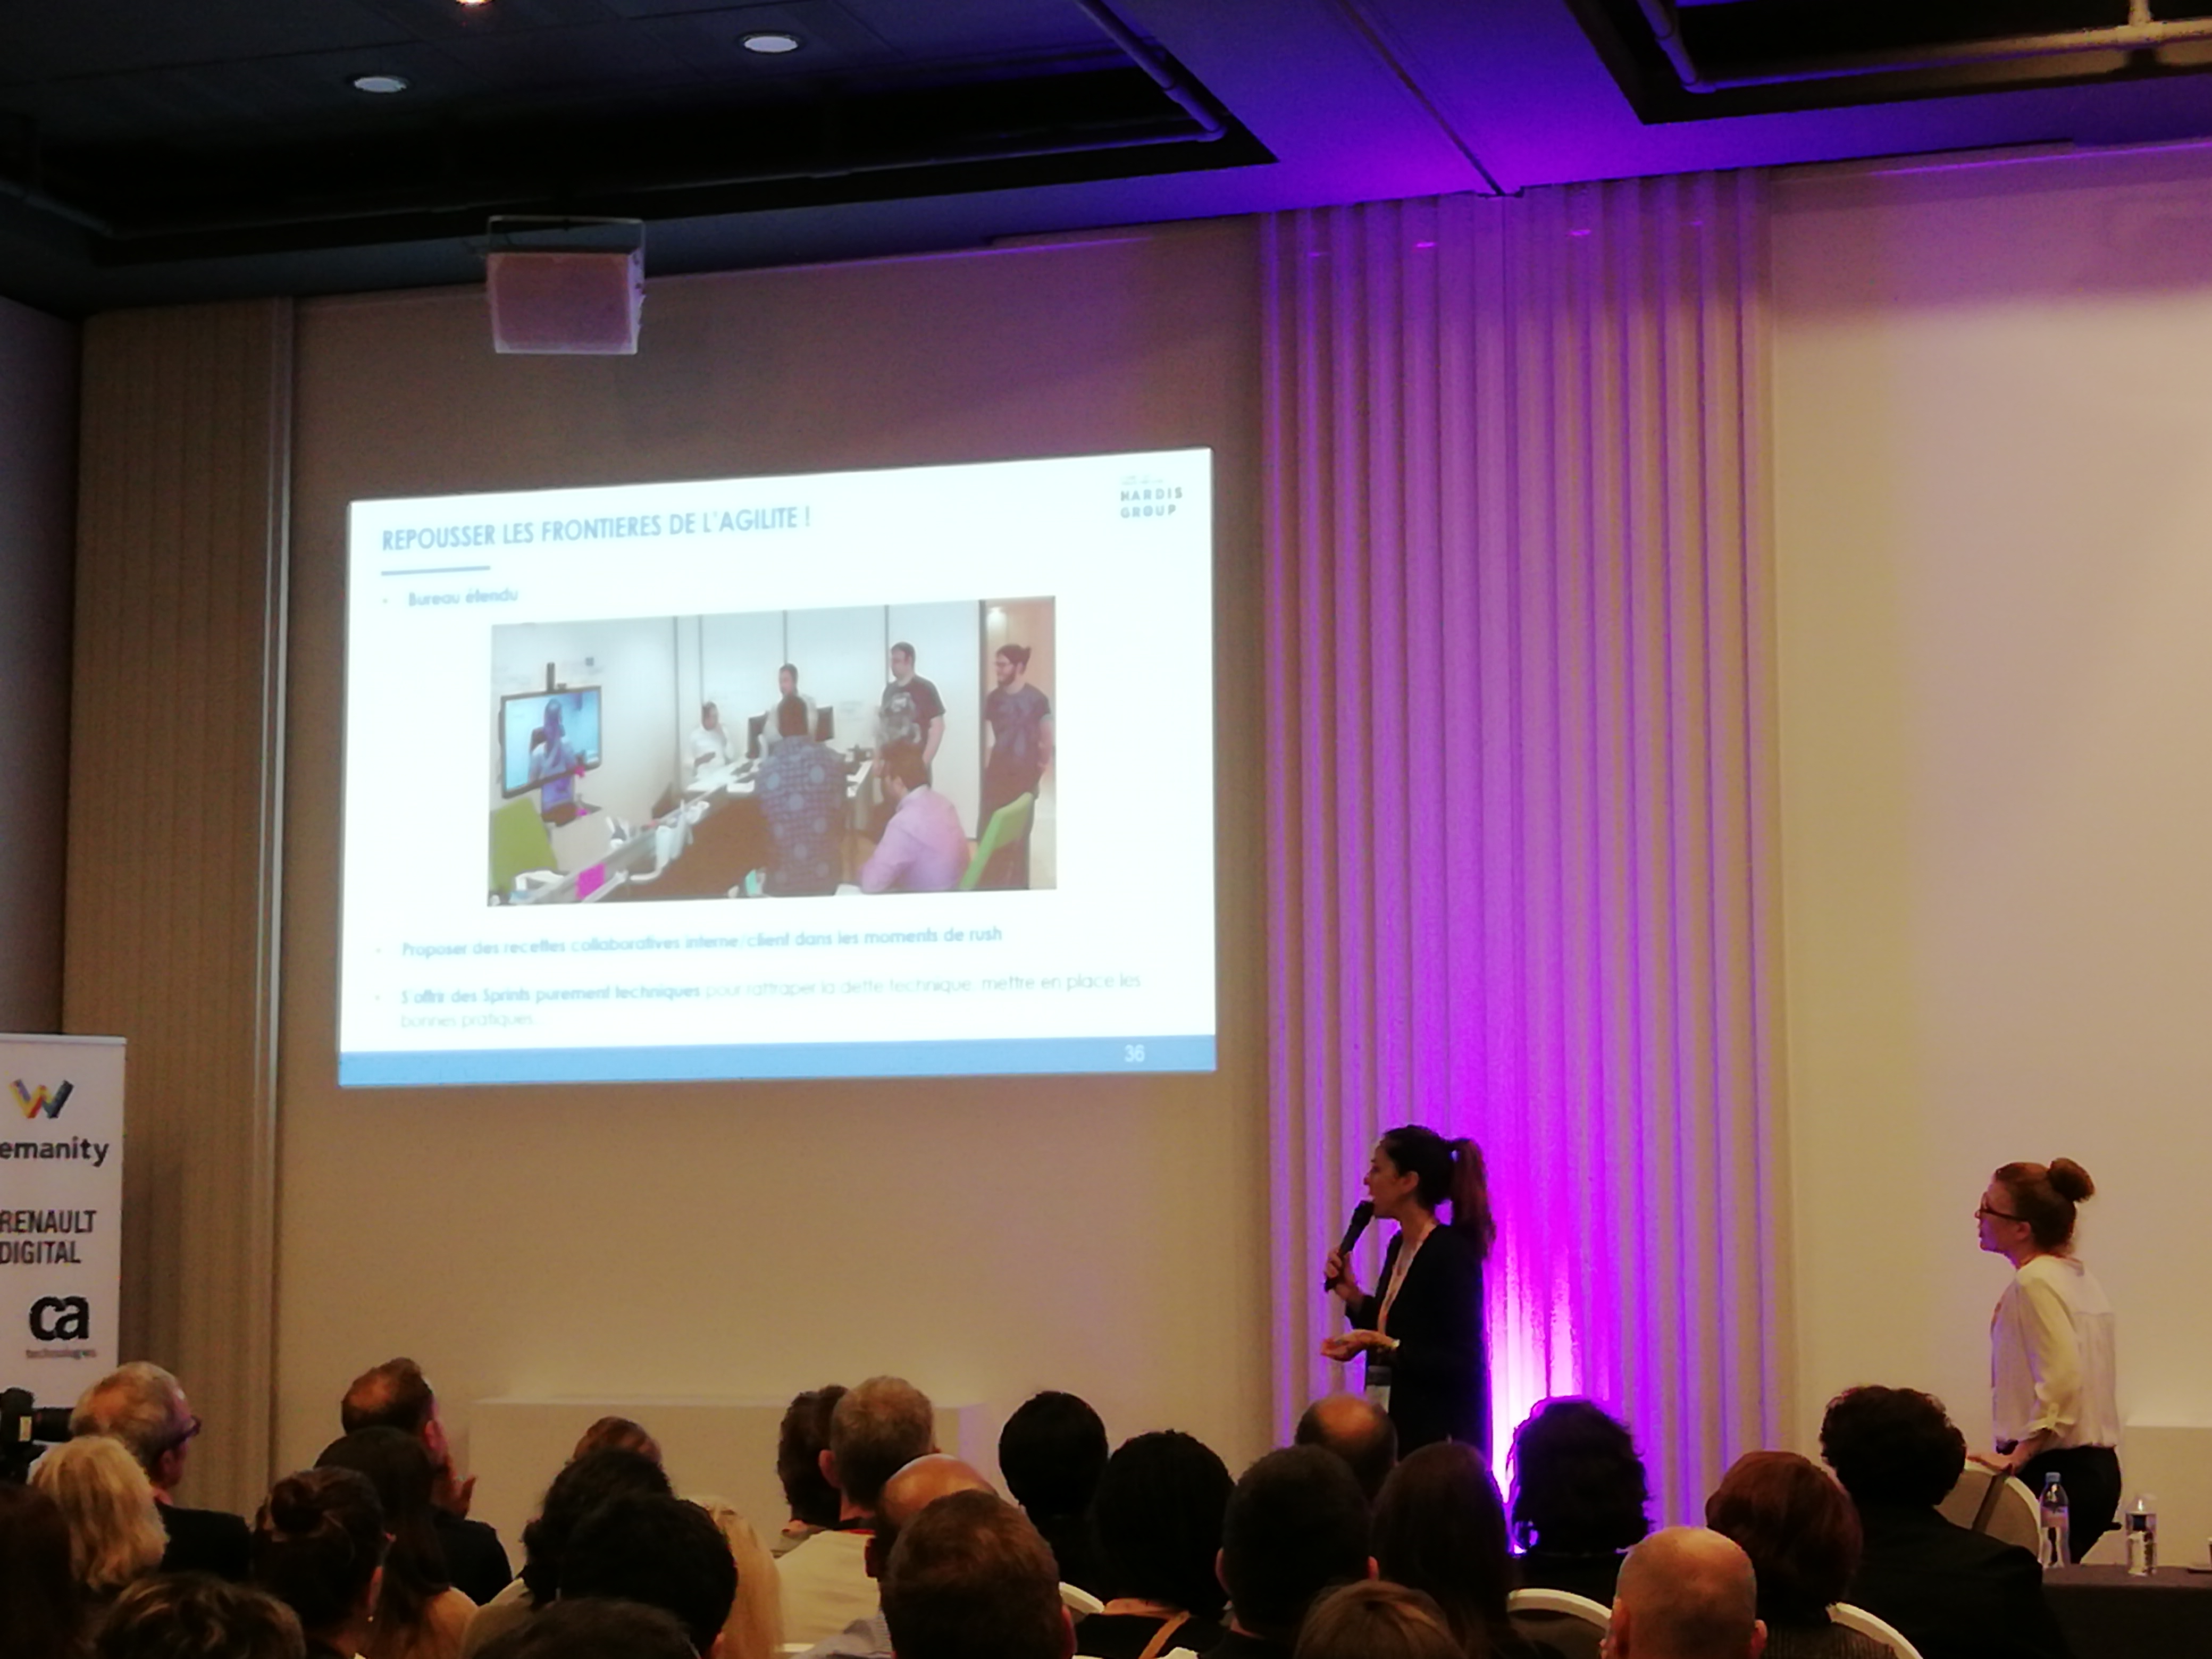 REPOUSSER LES FRONTIERES DE L'AGILITE !
HARDIS
GROUP
• Bureau étendu
• Proposer des recettes collaboratives interne/client dans les moments de rush
• S'offrir des Sprints purement techniques pour rattraper la dette technique, mettre en place les
bonnes pratiques
36
emanity
RENAULT
DIGITAL
ca
technologies